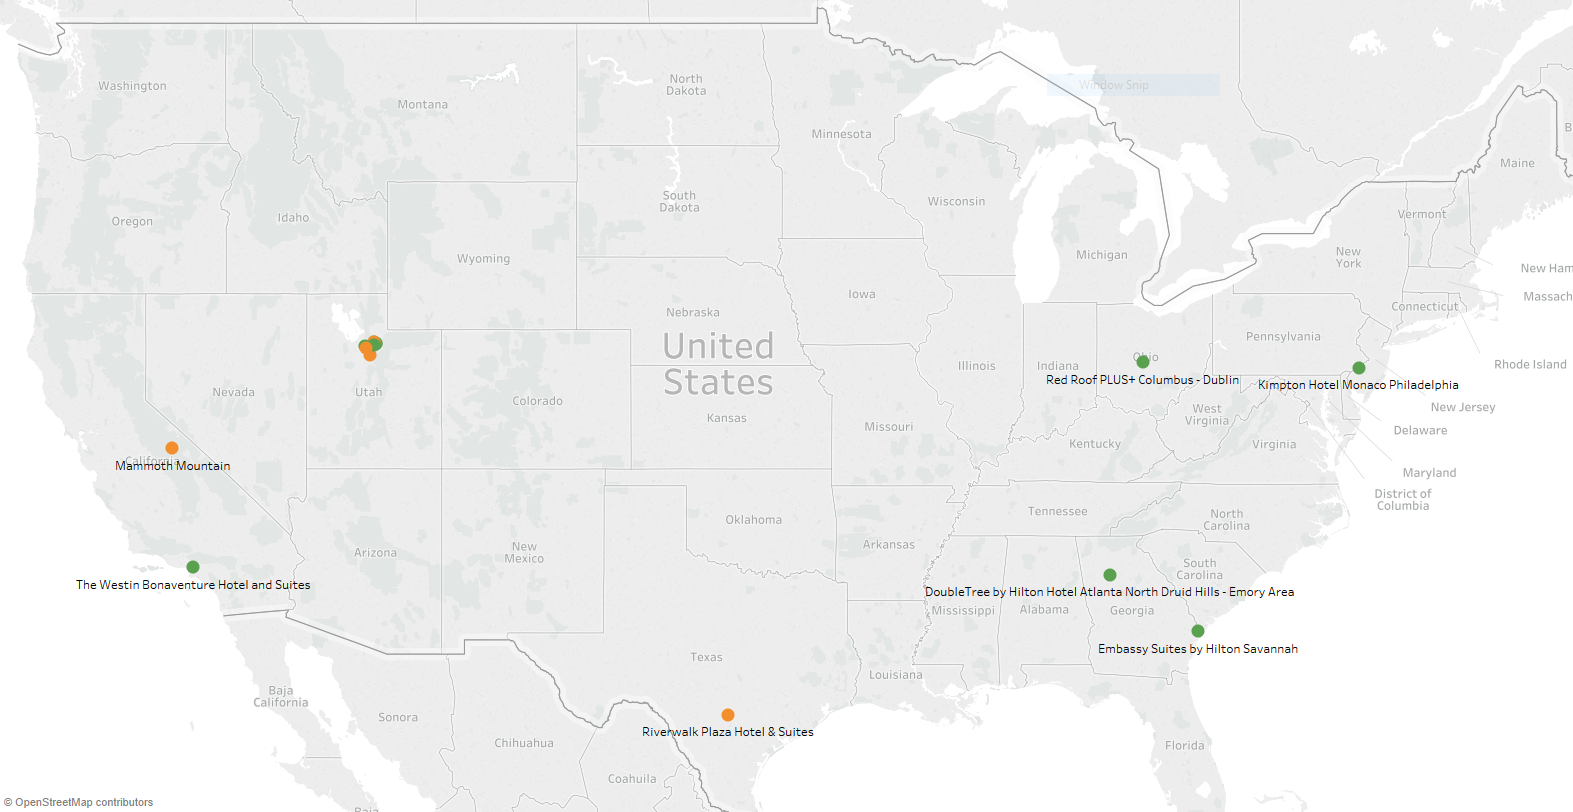 Washington
Montana
North
Dakota
Minnesota
Window Snip
Maine
B
Oregon
Idaho
South
Dakota
Wisconsin
Vermont
Wyoming
Michigan
New
York
New Ham
Iowa
Massach
Nebraska
Connecticut
United
States
Pennsylvania
Ohio
Illinois
Indiana
Rhode Island
Red Roof PLUS+ Columbus - Dublin
Kimpton Hotel Monaco Philadelphia
Nevada
Utah
Colorado
Kansas
West
Virginia
New Jersey
Missouri
Delaware
Kentucky
Virginia
California
Mammoth Mountain
Maryland
District of
Columbia
Oklahoma
Tennessee
North
Carolina
Arizona
New
Mexico
Arkansas
South
Carolina
The Westin Bonaventure Hotel and Suites
DoubleTree by Hilton Hotel Atlanta North Druid Hills - Emory Area
Mississippi
Alabama
Georgia
Embassy Suites by Hilton Savannah
Texas
Louisiana
Baja
California
Sonora
Riverwalk Plaza Hotel & Suites
Chihuahua
Florida
Coahuila
Baja
© OpenStreetMap contributors